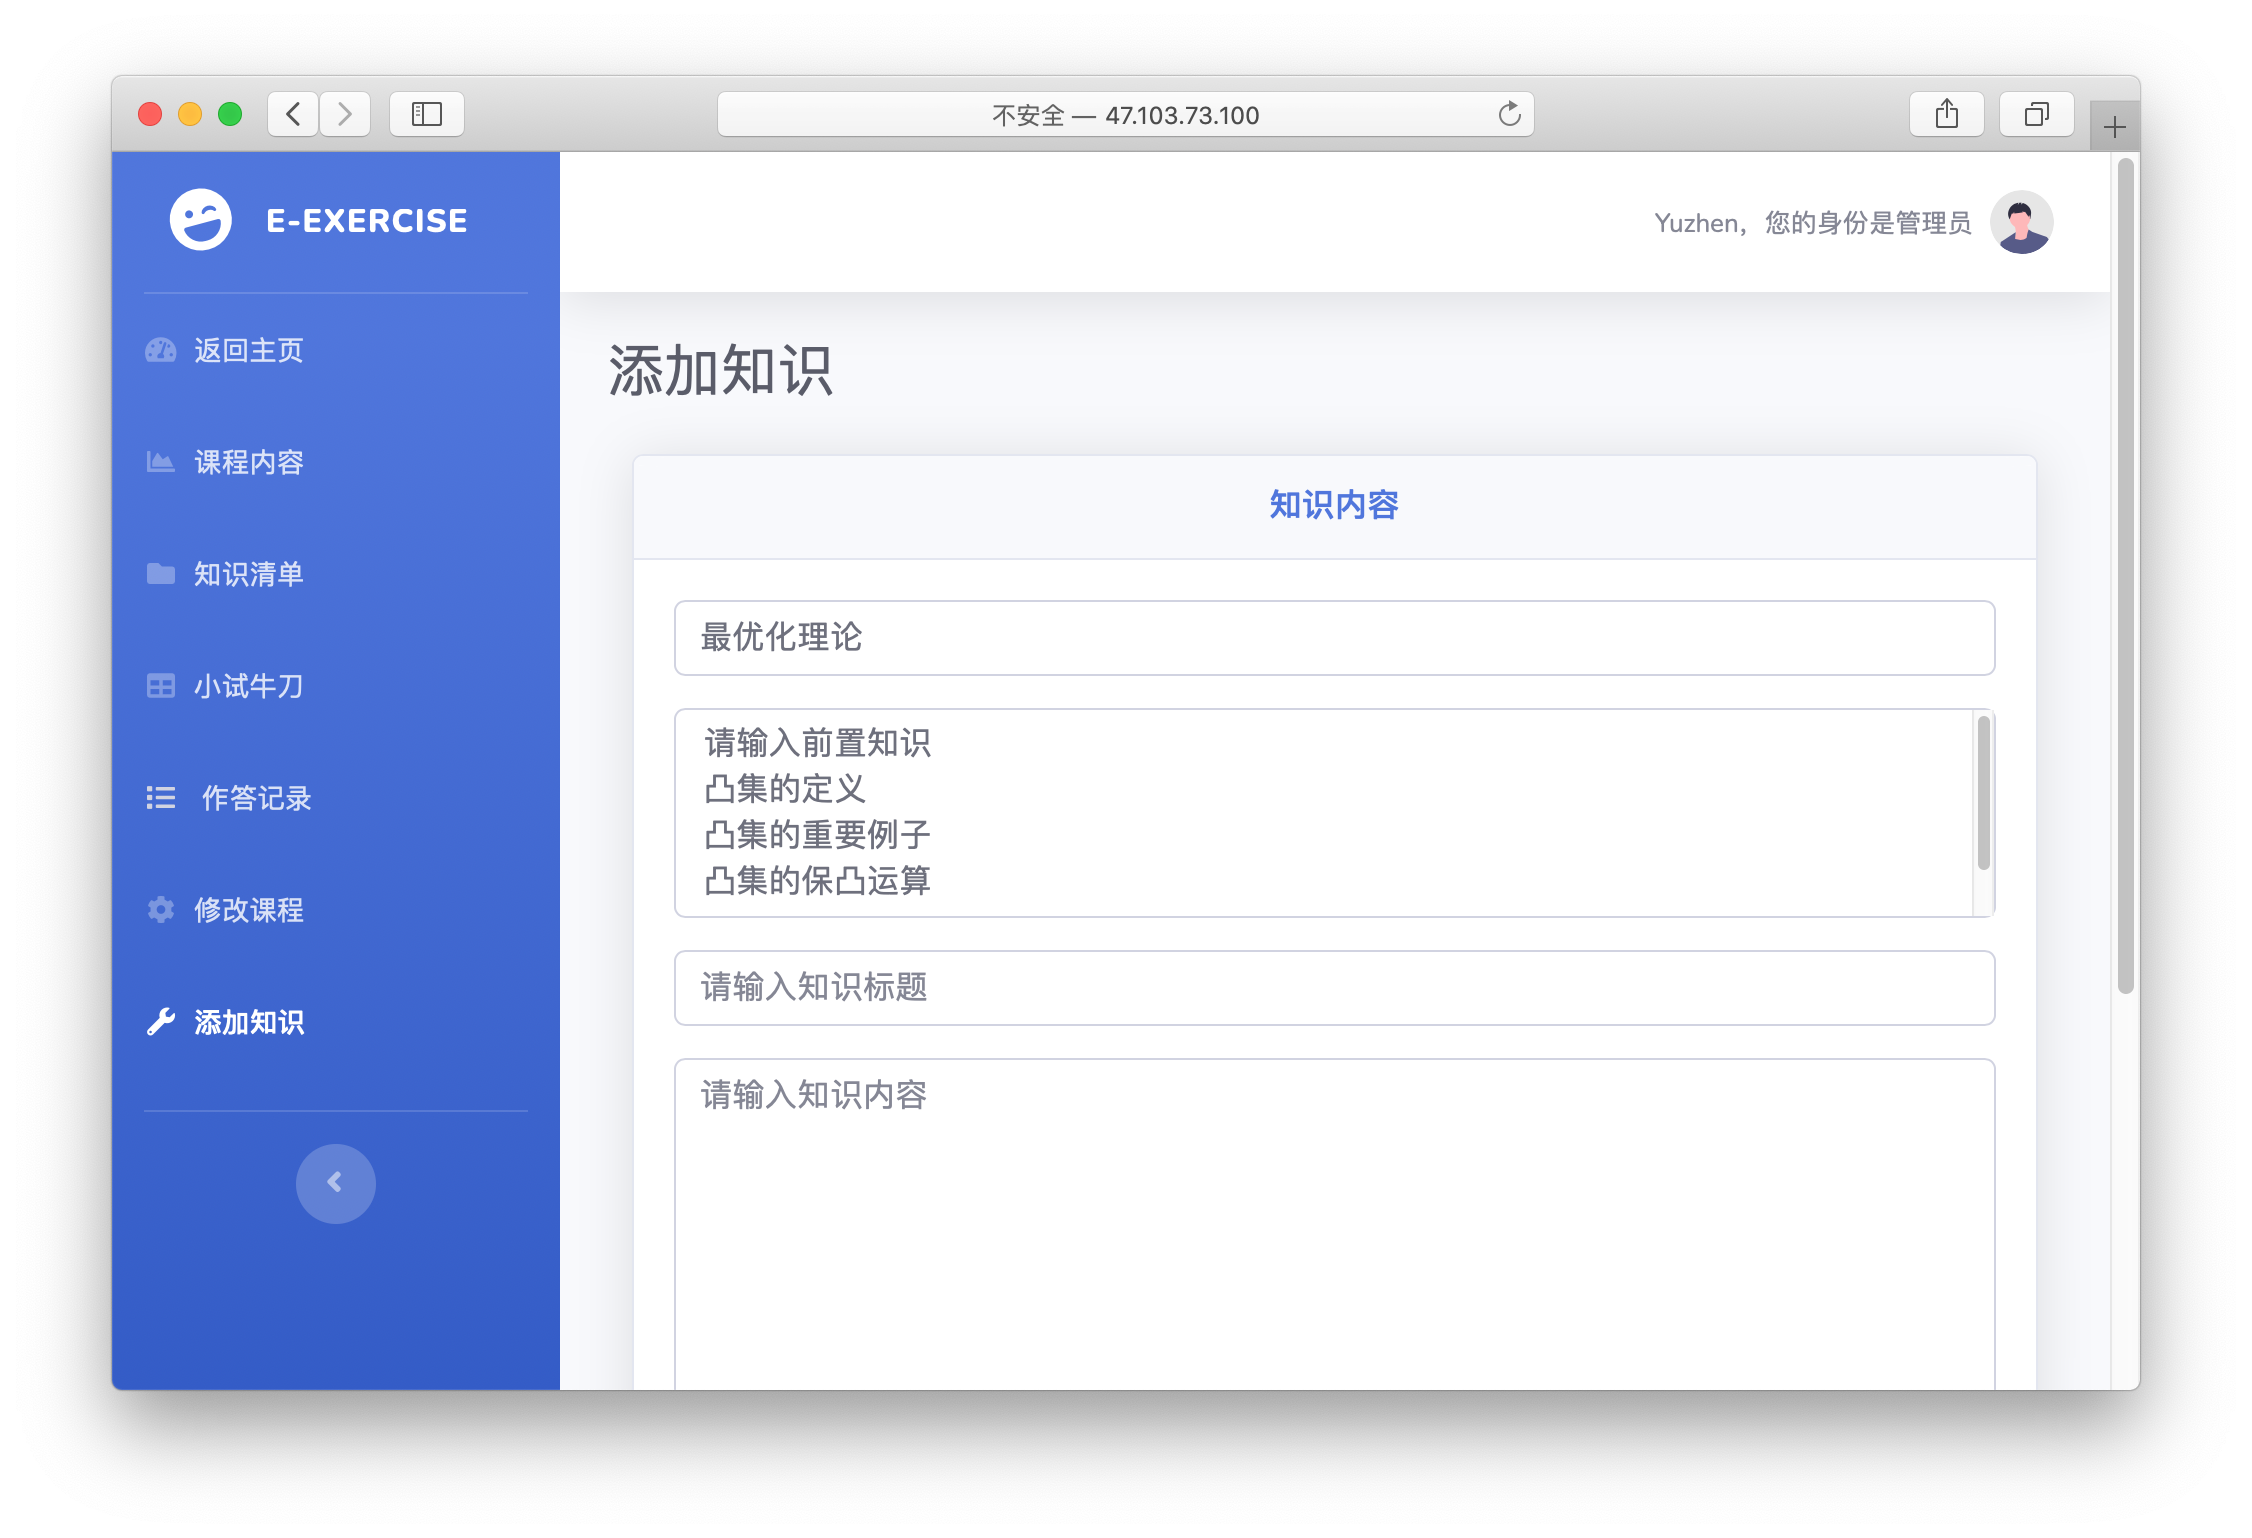 不安全 — 47.103.73.100
E-EXERCISE
Yuzhen，您的身份是管理员
返回主页
课程内容
知识清单
小试牛刀
作答记录
修改课程
添加知识
添加知识
知识内容
最优化理论
请输入前置知识
凸集的定义
凸集的重要例子
凸集的保凸运算
请输入知识标题
请输入知识内容